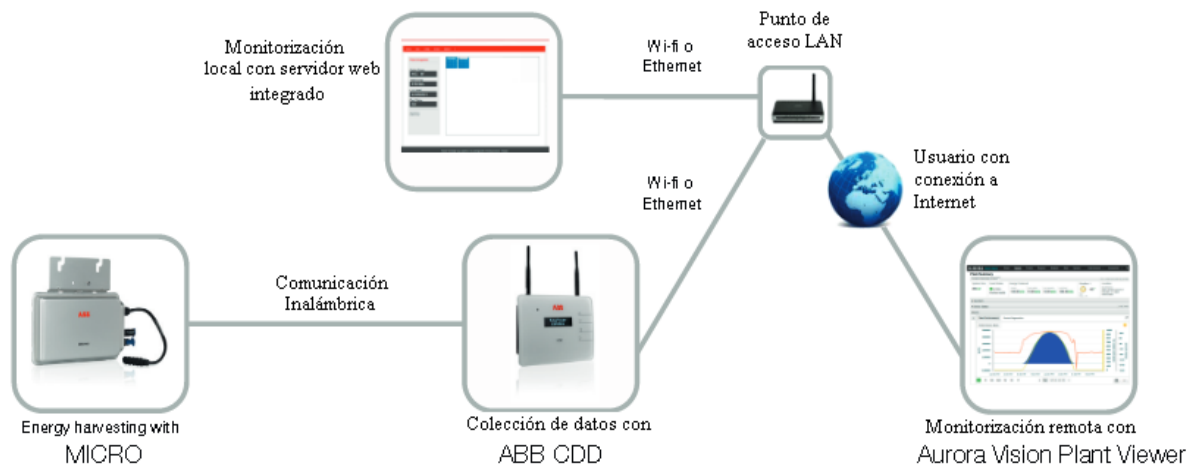 Punto de
acceso LAN
Monitorización
local con servidor web
integrado
Wi-fi o
Ethernet
Usuario con
conexión a
Internet
Wi-fi o
Ethernet
Comunicación
Inalámbrica
ABB
ABB
Energy harvesting with
MICRO
Colección de datos con
ABB CDD
Monitorización remota con
Aurora Vision Plant Viewer